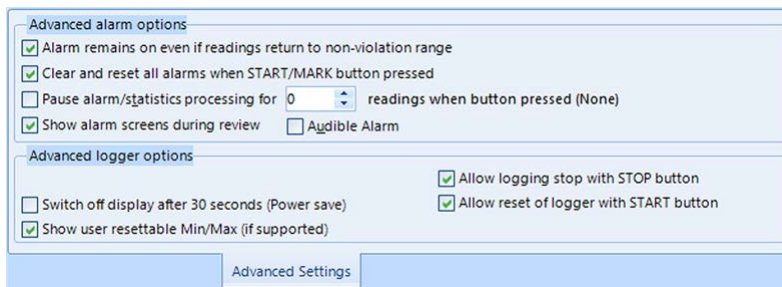 Advanced alarm options
Alarm remains on even if readings return to non-violation range
Clear and reset all alarms when START/MARK button pressed
Pause alarm/statistics processing for 0 readings when button pressed (None)
Show alarm screens during review Audible Alarm
Advanced logger options
Allow logging stop with STOP button
Switch off display after 30 seconds (Power save) Allow reset of logger with START button
Show user resettable Min/Max (if supported)
Advanced Settings